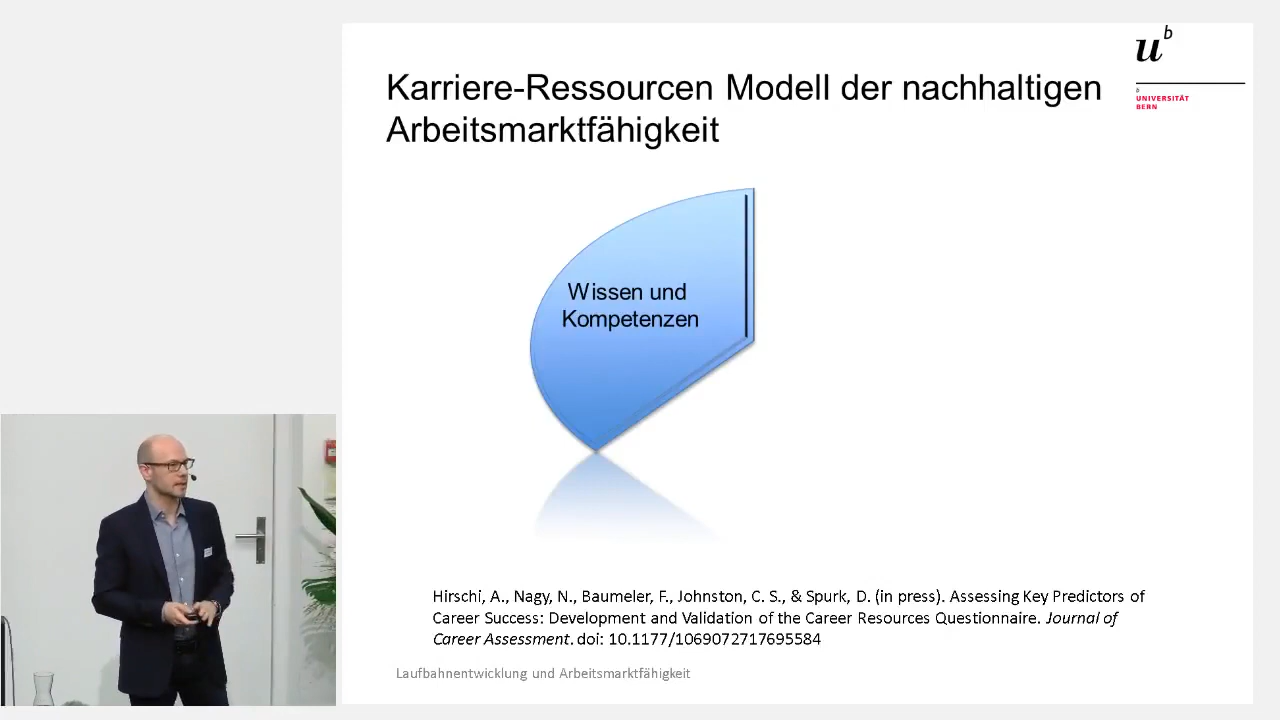 u^b
Karriere-Ressourcen Modell der nachhaltigen
Arbeitsmarktfähigkeit
b
UNIVERSITÄT
BERN
Wissen und
Kompetenzen
Hirschi, A., Nagy, N., Baumeler, F., Johnston, C. S., & Spurk, D. (in press). Assessing Key Predictors of
Career Success: Development and Validation of the Career Resources Questionnaire. Journal of
Career Assessment. doi: 10.1177/1069072717695584
Laufbahnentwicklung und Arbeitsmarktfähigkeit